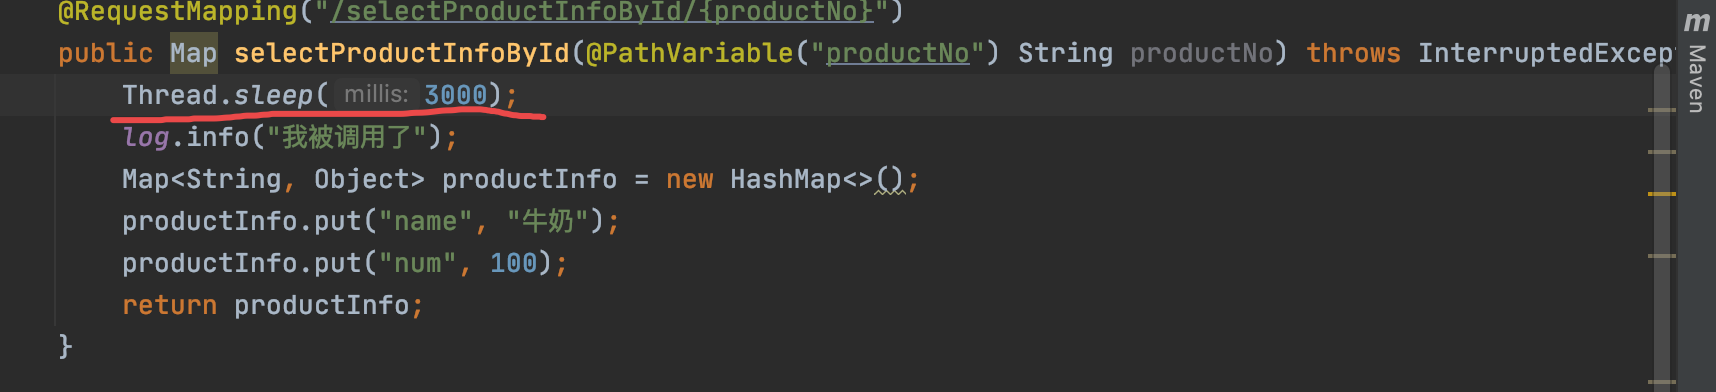 @RequestMapping("/selectProductInfoById/{productNo}")
public Map selectProductInfoById(@PathVariable("productNo") String productNo) throws InterruptedExcep
Thread.sleep( millis: 3000);
log.info("我被调用了");
Map<String, Object> productInfo = new HashMap<>();
productInfo.put("name", "牛奶");
productInfo.put("num", 100);
return productInfo;
}
m
Maven